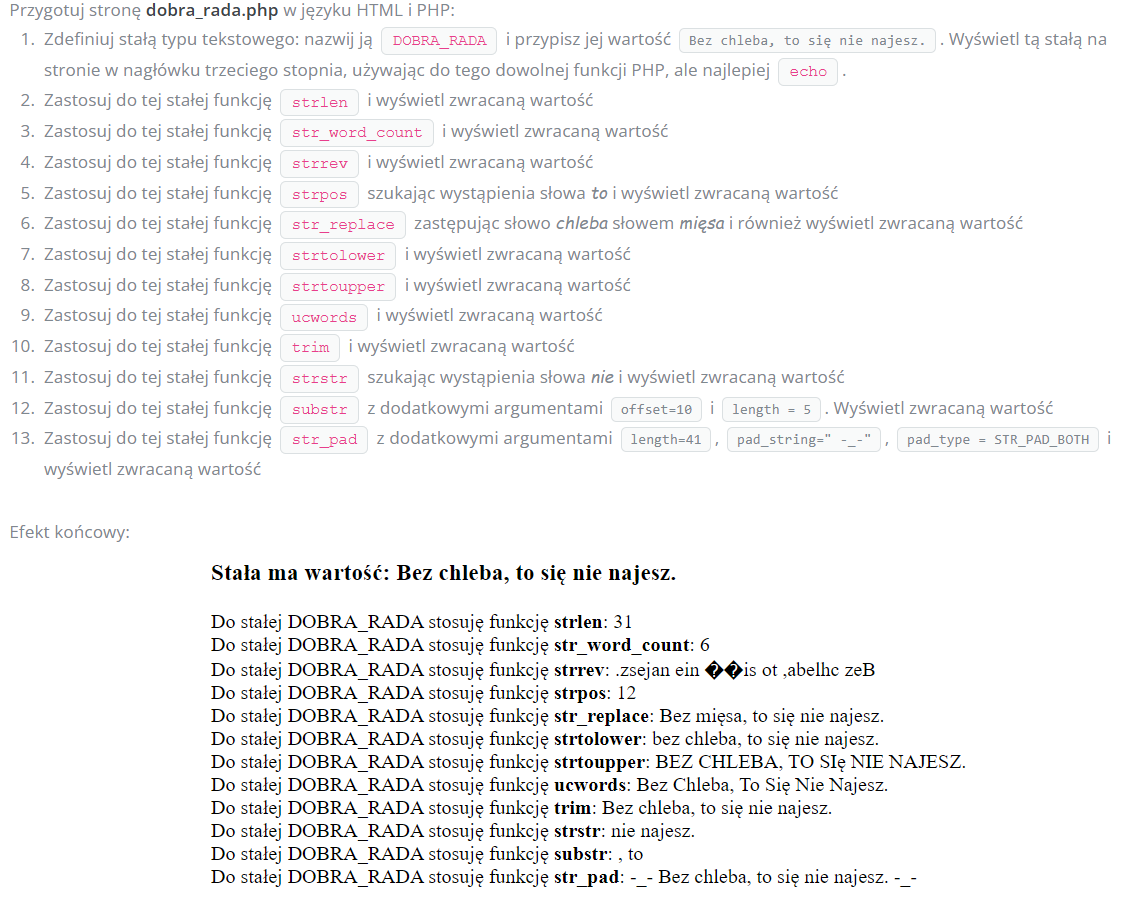 Przygotuj stronę dobra_rada.php w języku HTML i PHP:
1. Zdefiniuj stałą typu tekstowego: nazwij ją DOBRA_RADA i przypisz jej wartość Bez chleba, to się nie najesz. . Wyświetl tą stałą na
stronie w nagłówku trzeciego stopnia, używając do tego dowolnej funkcji PHP, ale najlepiej echo .
2. Zastosuj do tej stałej funkcję strlen i wyświetl zwracaną wartość
3. Zastosuj do tej stałej funkcję str_word_count i wyświetl zwracaną wartość
4. Zastosuj do tej stałej funkcję strrev i wyświetl zwracaną wartość
5. Zastosuj do tej stałej funkcję strpos szukając wystąpienia słowa to i wyświetl zwracaną wartość
6. Zastosuj do tej stałej funkcję str_replace zastępując słowo chleba słowem mięsa i również wyświetl zwracaną wartość
7. Zastosuj do tej stałej funkcję strtolower i wyświetl zwracaną wartość
8. Zastosuj do tej stałej funkcję strtoupper i wyświetl zwracaną wartość
9. Zastosuj do tej stałej funkcję ucwords i wyświetl zwracaną wartość
10. Zastosuj do tej stałej funkcję trim i wyświetl zwracaną wartość
11. Zastosuj do tej stałej funkcję strstr szukając wystąpienia słowa nie i wyświetl zwracaną wartość
12. Zastosuj do tej stałej funkcję substr z dodatkowymi argumentami offset=10 i length = 5 . Wyświetl zwracaną wartość
13. Zastosuj do tej stałej funkcję str_pad z dodatkowymi argumentami length=41 , pad_string=" -_-" , pad_type = STR_PAD_BOTH i
wyświetl zwracaną wartość
Efekt końcowy:
Stała ma wartość: Bez chleba, to się nie najesz.
Do stałej DOBRA_RADA stosuję funkcję strlen: 31
Do stałej DOBRA_RADA stosuję funkcję str_word_count: 6
Do stałej DOBRA_RADA stosuję funkcję strrev: .zsejan ein ��is ot ,abelhc zeB
Do stałej DOBRA_RADA stosuję funkcję strpos: 12
Do stałej DOBRA_RADA stosuję funkcję str_replace: Bez mięsa, to się nie najesz.
Do stałej DOBRA_RADA stosuję funkcję strtolower: bez chleba, to się nie najesz.
Do stałej DOBRA_RADA stosuję funkcję strtoupper: BEZ CHLEBA, TO SIę NIE NAJESZ.
Do stałej DOBRA_RADA stosuję funkcję ucwords: Bez Chleba, To Się Nie Najesz.
Do stałej DOBRA_RADA stosuję funkcję trim: Bez chleba, to się nie najesz.
Do stałej DOBRA_RADA stosuję funkcję strstr: nie najesz.
Do stałej DOBRA_RADA stosuję funkcję substr: , to
Do stałej DOBRA_RADA stosuję funkcję str_pad: -_- Bez chleba, to się nie najesz. -_-